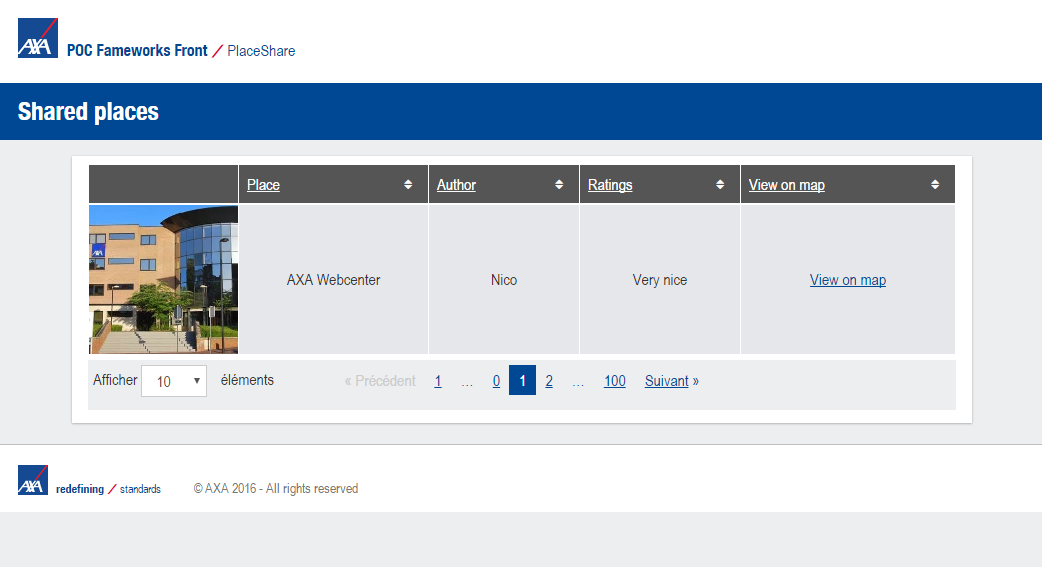 AXA POC Fameworks Front / PlaceShare
Shared places
Place Author Ratings View on map
AXA
AXA Webcenter Nico Very nice View on map
Afficher 10 éléments « Précédent 1 ... 0 1 2 ... 100 Suivant »
AXA redefining / standards © AXA 2016 - All rights reserved